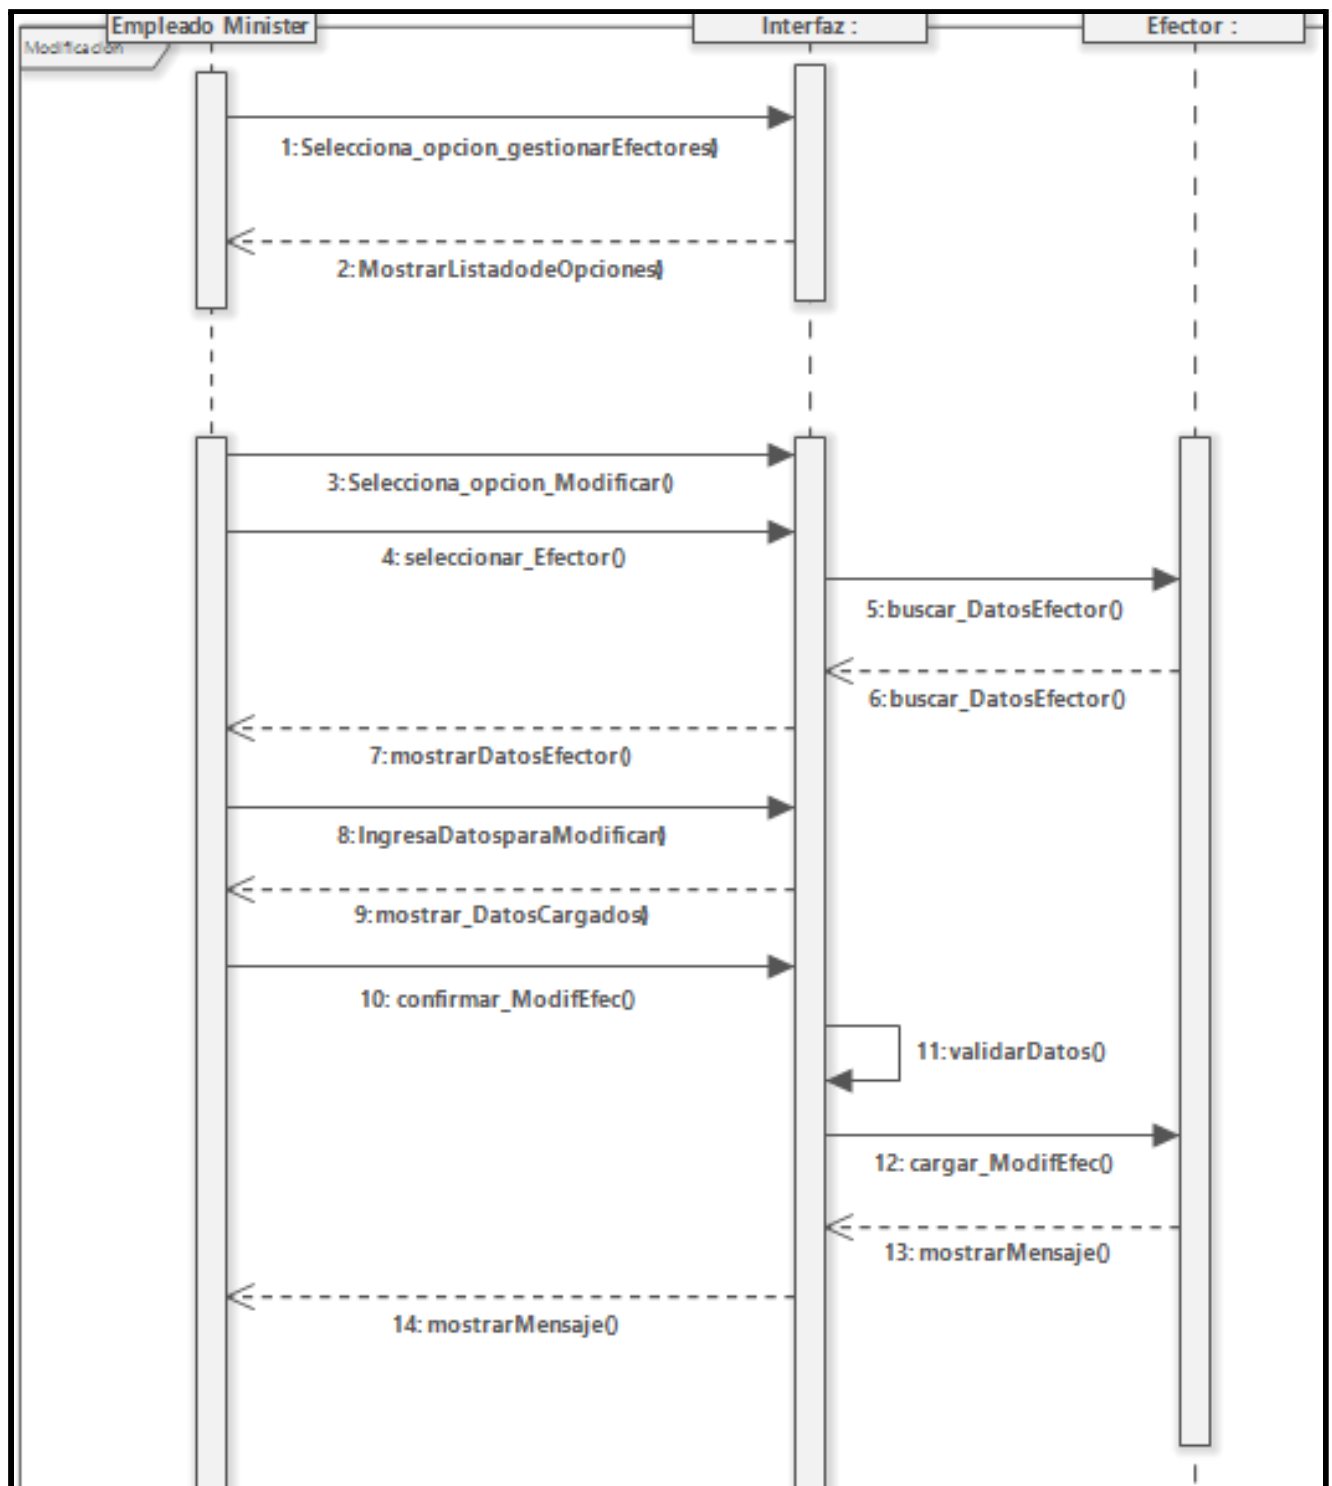 Empleado Minister
Interfaz :
Efector :
Modificación
1:Selecciona_opcion_gestionarEfectores()
2:MostrarListadodeOpciones()
3:Selecciona_opcion_Modificar()
4: seleccionar_Efector()
5:buscar_DatosEfector()
6:buscar_DatosEfector()
7:mostrarDatosEfector()
8:IngresaDatosparaModificar()
9:mostrar_DatosCargados()
10: confirmar_ModifEfec()
11:validarDatos()
12: cargar_ModifEfec()
13: mostrarMensaje()
14: mostrarMensaje()